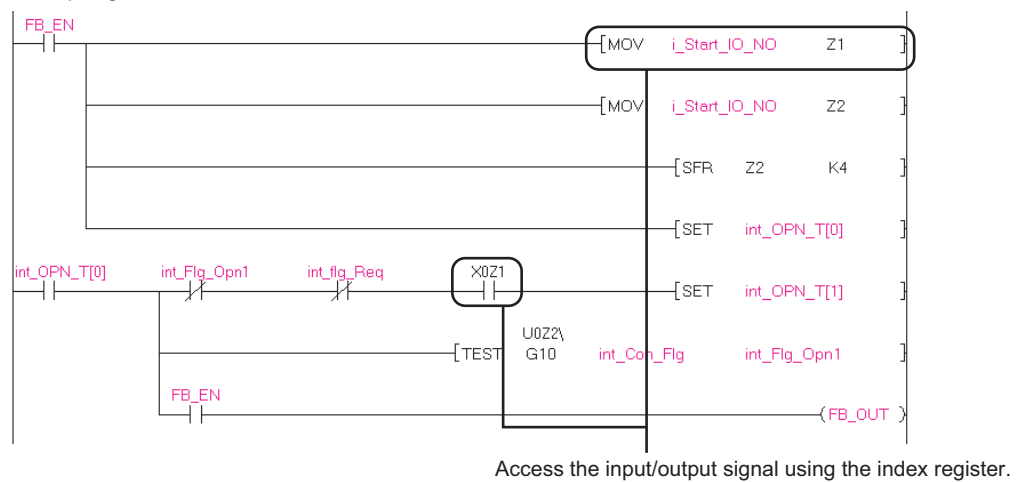 FB_EN
[MOV i_Start_IO_NO Z1 ]
[MOV i_Start_IO_NO Z2 ]
[SFR Z2 K4 ]
[SET int_OPN_T[0] ]
int_OPN_T[0] int_Flg_Opn1 int_flg_Req X0Z1
[SET int_OPN_T[1] ]
U0Z2\
[TEST G10 int_Con_Flg int_Flg_Opn1 ]
FB_EN
(FB_OUT )
Access the input/output signal using the index register.